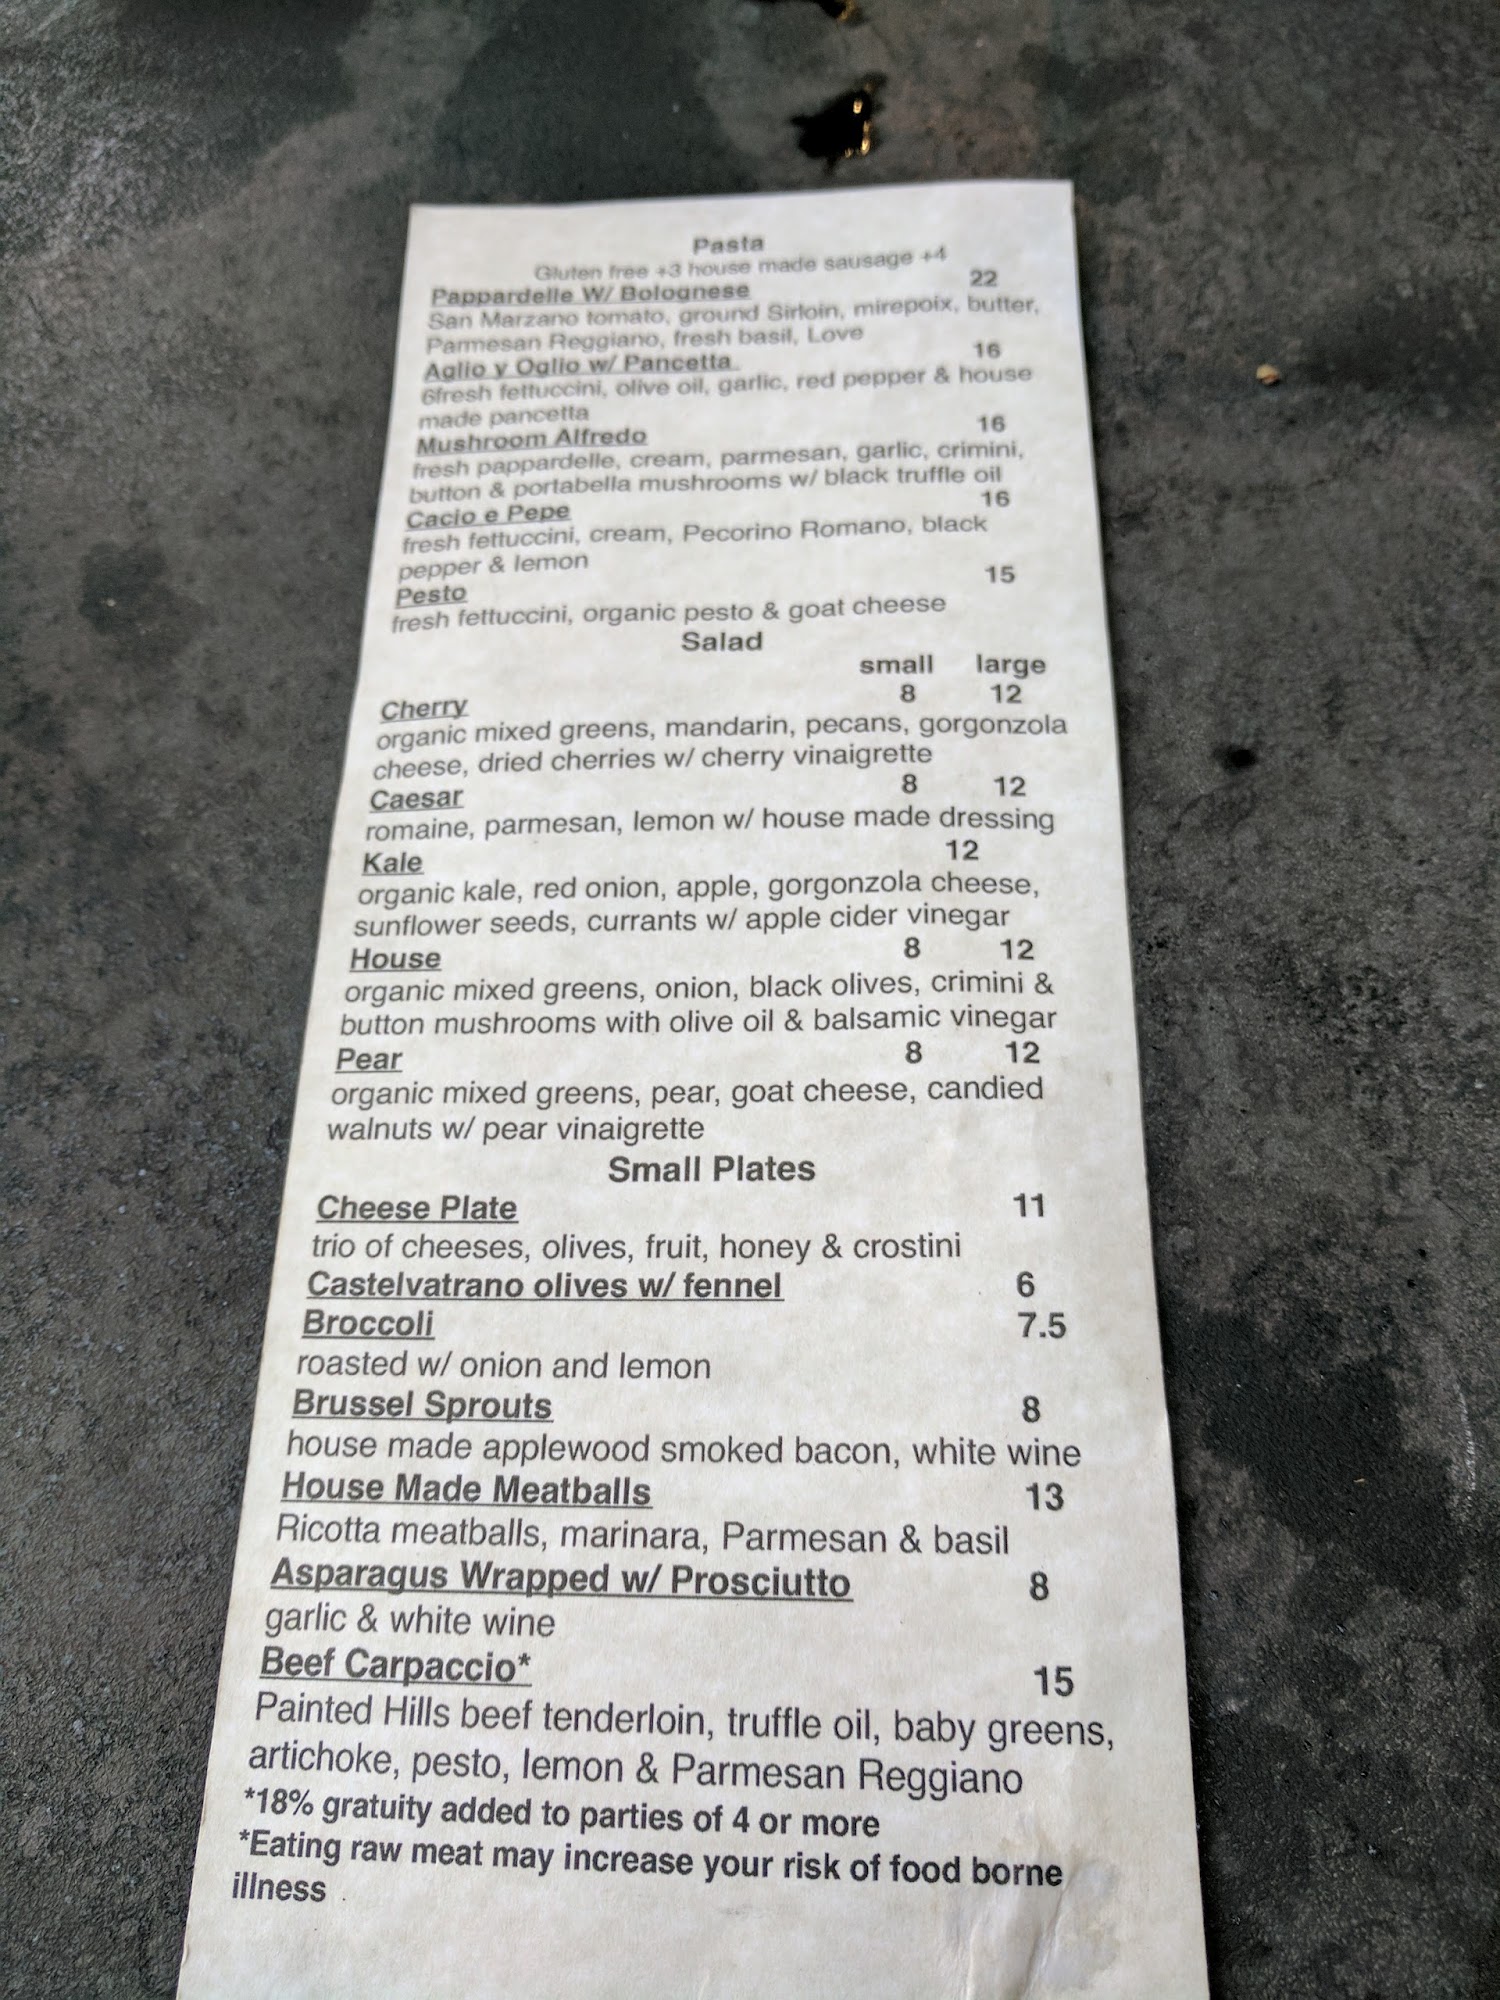 Pasta
Gluten free +3 house made sausage +4
Pappardelle W/ Bolognese 22
San Marzano tomato, ground Sirloin, mirepoix, butter,
Parmesan Reggiano, fresh basil, Love
Aglio y Oglio w/ Pancetta 16
6fresh fettuccini, olive oil, garlic, red pepper & house
made pancetta
Mushroom Alfredo 16
fresh pappardelle, cream, parmesan, garlic, crimini,
button & portabella mushrooms w/ black truffle oil
Cacio e Pepe 16
fresh fettuccini, cream, Pecorino Romano, black
pepper & lemon
Pesto 15
fresh fettuccini, organic pesto & goat cheese
Salad
small large
Cherry 8 12
organic mixed greens, mandarin, pecans, gorgonzola
cheese, dried cherries w/ cherry vinaigrette
Caesar 8 12
romaine, parmesan, lemon w/ house made dressing
Kale 12
organic kale, red onion, apple, gorgonzola cheese,
sunflower seeds, currants w/ apple cider vinegar
House 8 12
organic mixed greens, onion, black olives, crimini &
button mushrooms with olive oil & balsamic vinegar
Pear 8 12
organic mixed greens, pear, goat cheese, candied
walnuts w/ pear vinaigrette
Small Plates
Cheese Plate 11
trio of cheeses, olives, fruit, honey & crostini
Castelvatrano olives w/ fennel 6
Broccoli 7.5
roasted w/ onion and lemon
Brussel Sprouts 8
house made applewood smoked bacon, white wine
House Made Meatballs 13
Ricotta meatballs, marinara, Parmesan & basil
Asparagus Wrapped w/ Prosciutto 8
garlic & white wine
Beef Carpaccio* 15
Painted Hills beef tenderloin, truffle oil, baby greens,
artichoke, pesto, lemon & Parmesan Reggiano
*18% gratuity added to parties of 4 or more
*Eating raw meat may increase your risk of food borne
illness .